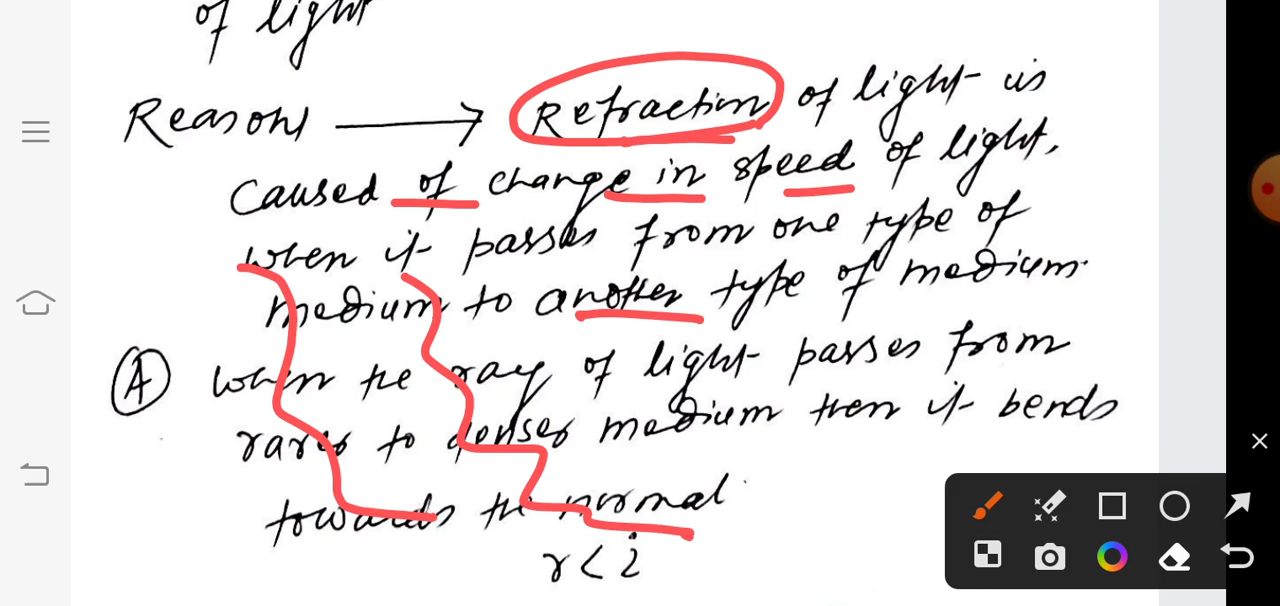 of light
Reason → Refraction of light is
Caused of change in speed of light,
when it passes from one type of
medium to another type of medium.
A when the ray of light passes from
rarer to denser medium then it bends
towards the normal
r < i